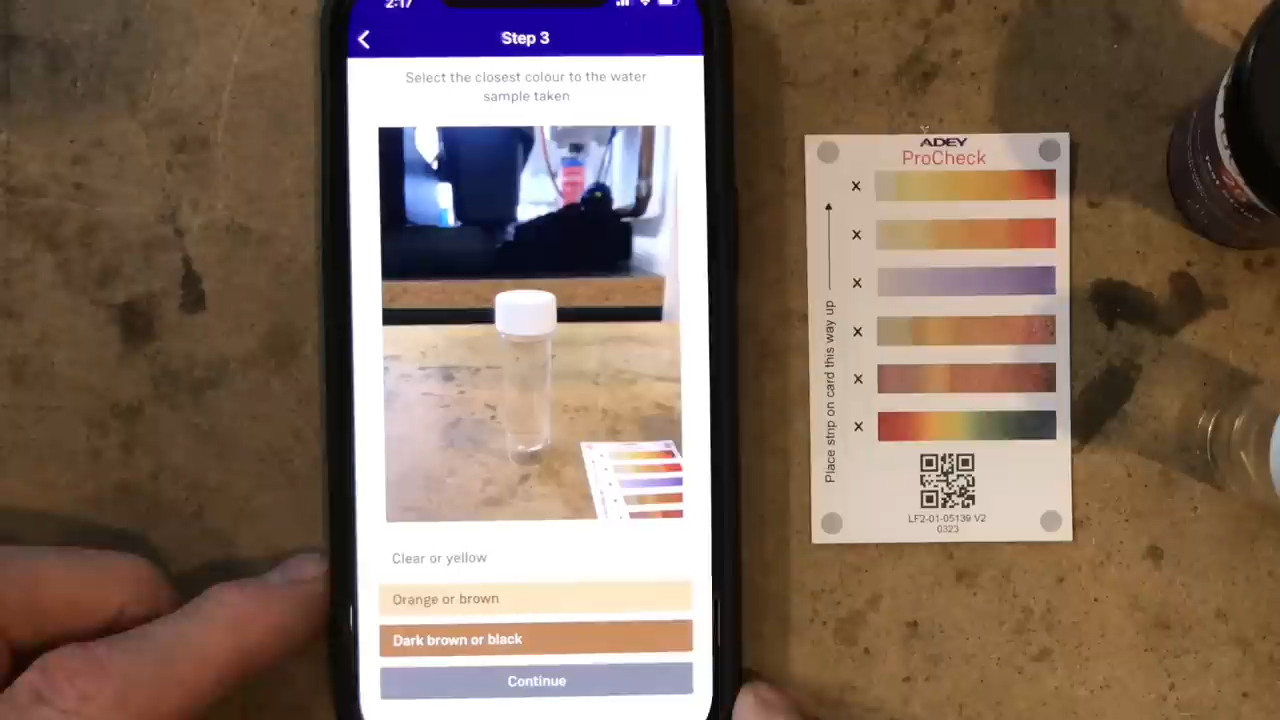 2:17
Step 3
Select the closest colour to the water
sample taken
Clear or yellow
Orange or brown
Dark brown or black
Continue
ADEY
ProCheck
X
X
X
X
X
X
Place strip on card this way up
LF2-01-05139 V2
0323